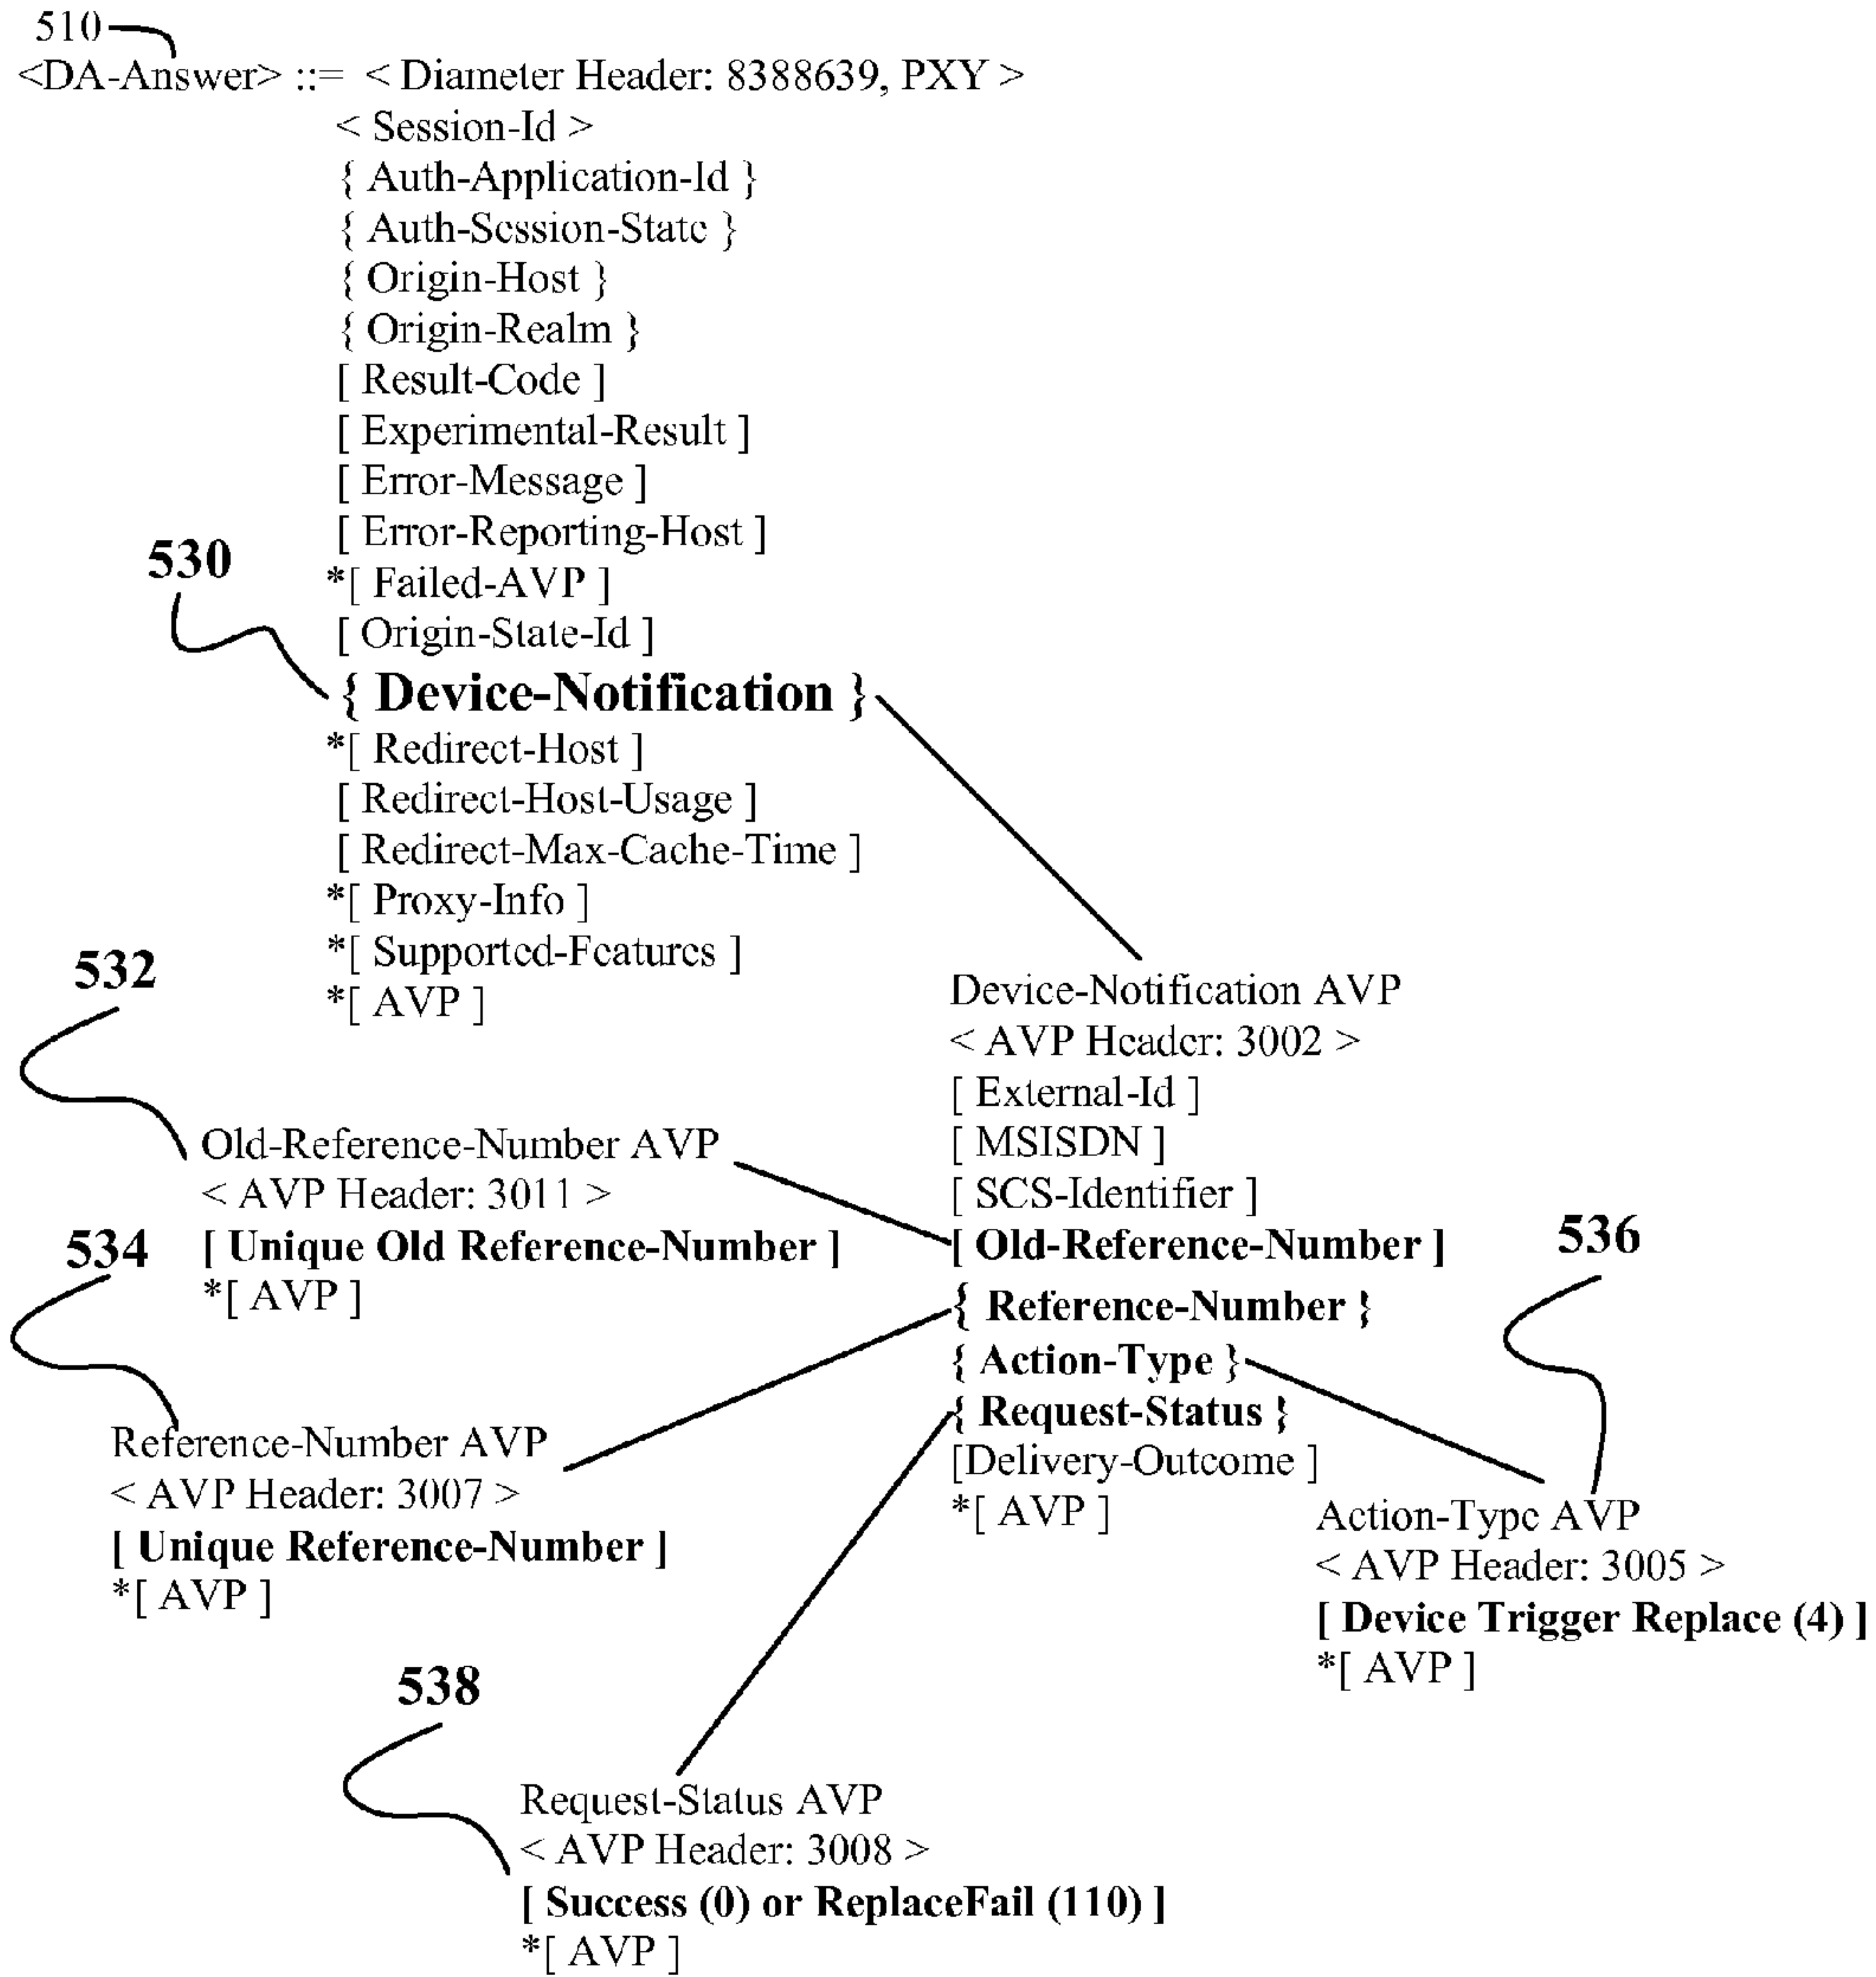 510
<DA-Answer> ::= < Diameter Header: 8388639, PXY >
< Session-Id >
{ Auth-Application-Id }
{ Auth-Session-State }
{ Origin-Host }
{ Origin-Realm }
[ Result-Code ]
[ Experimental-Result ]
[ Error-Message ]
[ Error-Reporting-Host ]
530
*[ Failed-AVP ]
[ Origin-State-Id ]
{ Device-Notification }
*[ Redirect-Host ]
[ Redirect-Host-Usage ]
[ Redirect-Max-Cache-Time ]
*[ Proxy-Info ]
*[ Supported-Features ]
*[ AVP ]
Device-Notification AVP
< AVP Header: 3002 >
[ External-Id ]
[ MSISDN ]
[ SCS-Identifier ]
[ Old-Reference-Number ]
{ Reference-Number }
{ Action-Type }
{ Request-Status }
[Delivery-Outcome ]
*[ AVP ]
532
Old-Reference-Number AVP
< AVP Header: 3011 >
[ Unique Old Reference-Number ]
*[ AVP ]
534
Reference-Number AVP
< AVP Header: 3007 >
[ Unique Reference-Number ]
*[ AVP ]
536
Action-Type AVP
< AVP Header: 3005 >
[ Device Trigger Replace (4) ]
*[ AVP ]
538
Request-Status AVP
< AVP Header: 3008 >
[ Success (0) or ReplaceFail (110) ]
*[ AVP ]